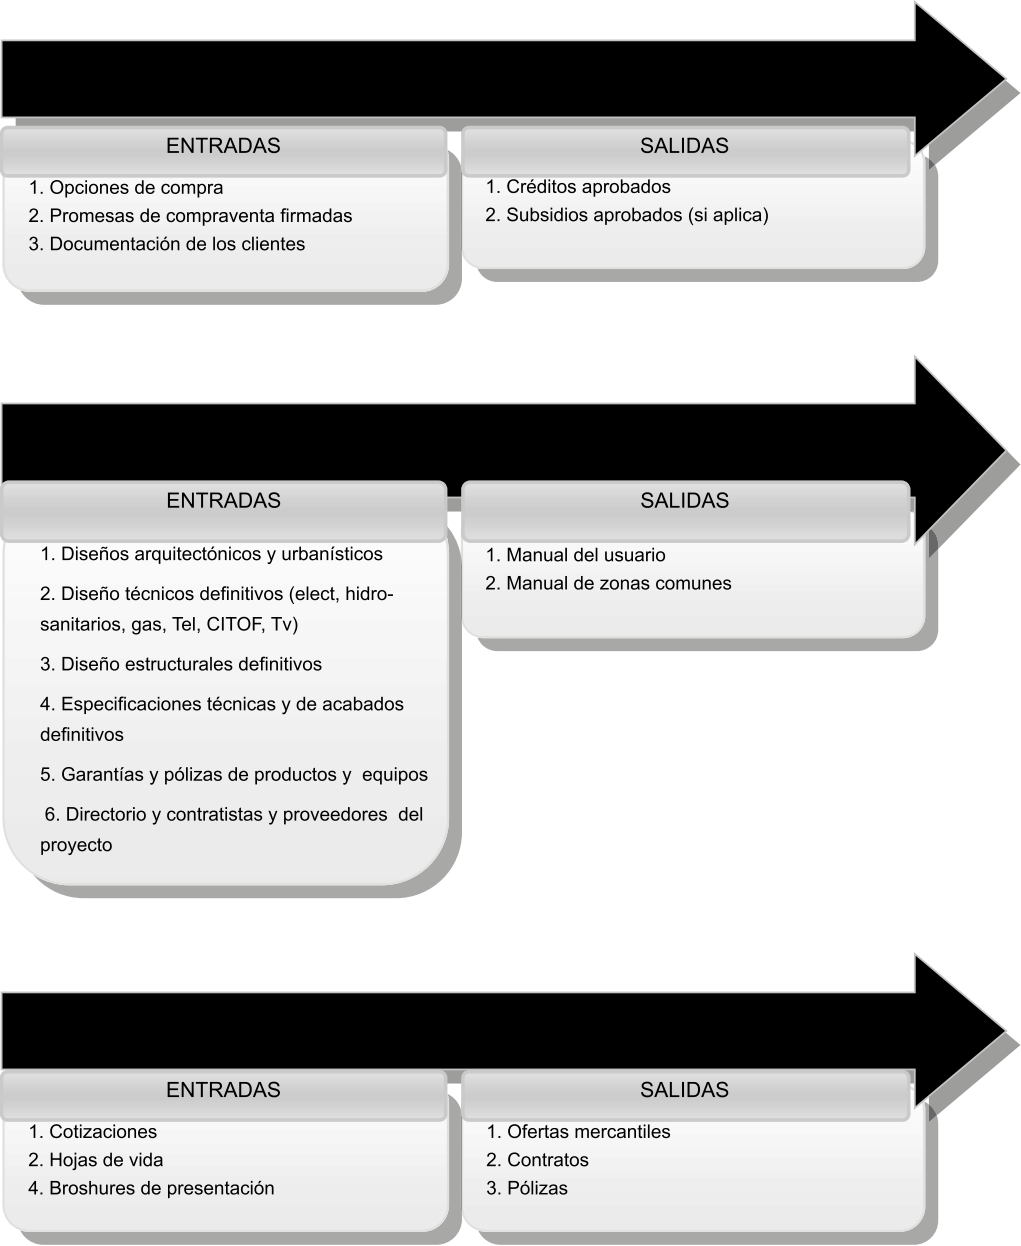 ENTRADAS
1. Opciones de compra
2. Promesas de compraventa firmadas
3. Documentación de los clientes
SALIDAS
1. Créditos aprobados
2. Subsidios aprobados (si aplica)
ENTRADAS
1. Diseños arquitectónicos y urbanísticos
2. Diseño técnicos definitivos (elect, hidro-
sanitarios, gas, Tel, CITOF, Tv)
3. Diseño estructurales definitivos
4. Especificaciones técnicas y de acabados
definitivos
5. Garantías y pólizas de productos y  equipos
6. Directorio y contratistas y proveedores  del
proyecto
SALIDAS
1. Manual del usuario
2. Manual de zonas comunes
ENTRADAS
1. Cotizaciones
2. Hojas de vida
4. Broshures de presentación
SALIDAS
1. Ofertas mercantiles
2. Contratos
3. Pólizas